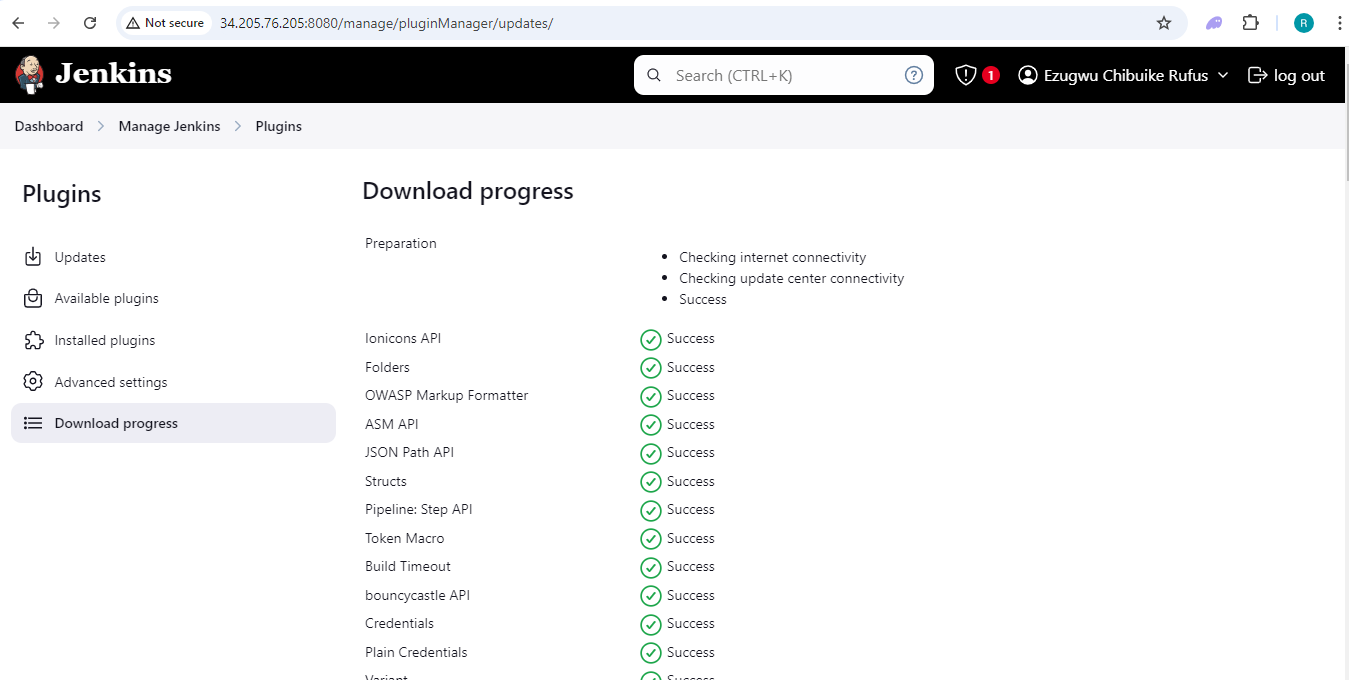 Not secure 34.205.76.205:8080/manage/pluginManager/updates/ R
Jenkins Search (CTRL+K) ? 1 Ezugwu Chibuike Rufus log out
Dashboard Manage Jenkins Plugins
Plugins
Updates
Available plugins
Installed plugins
Advanced settings
Download progress
Download progress
Preparation
Checking internet connectivity
Checking update center connectivity
Success
Ionicons API Success
Folders Success
OWASP Markup Formatter Success
ASM API Success
JSON Path API Success
Structs Success
Pipeline: Step API Success
Token Macro Success
Build Timeout Success
bouncycastle API Success
Credentials Success
Plain Credentials Success
Variant Success